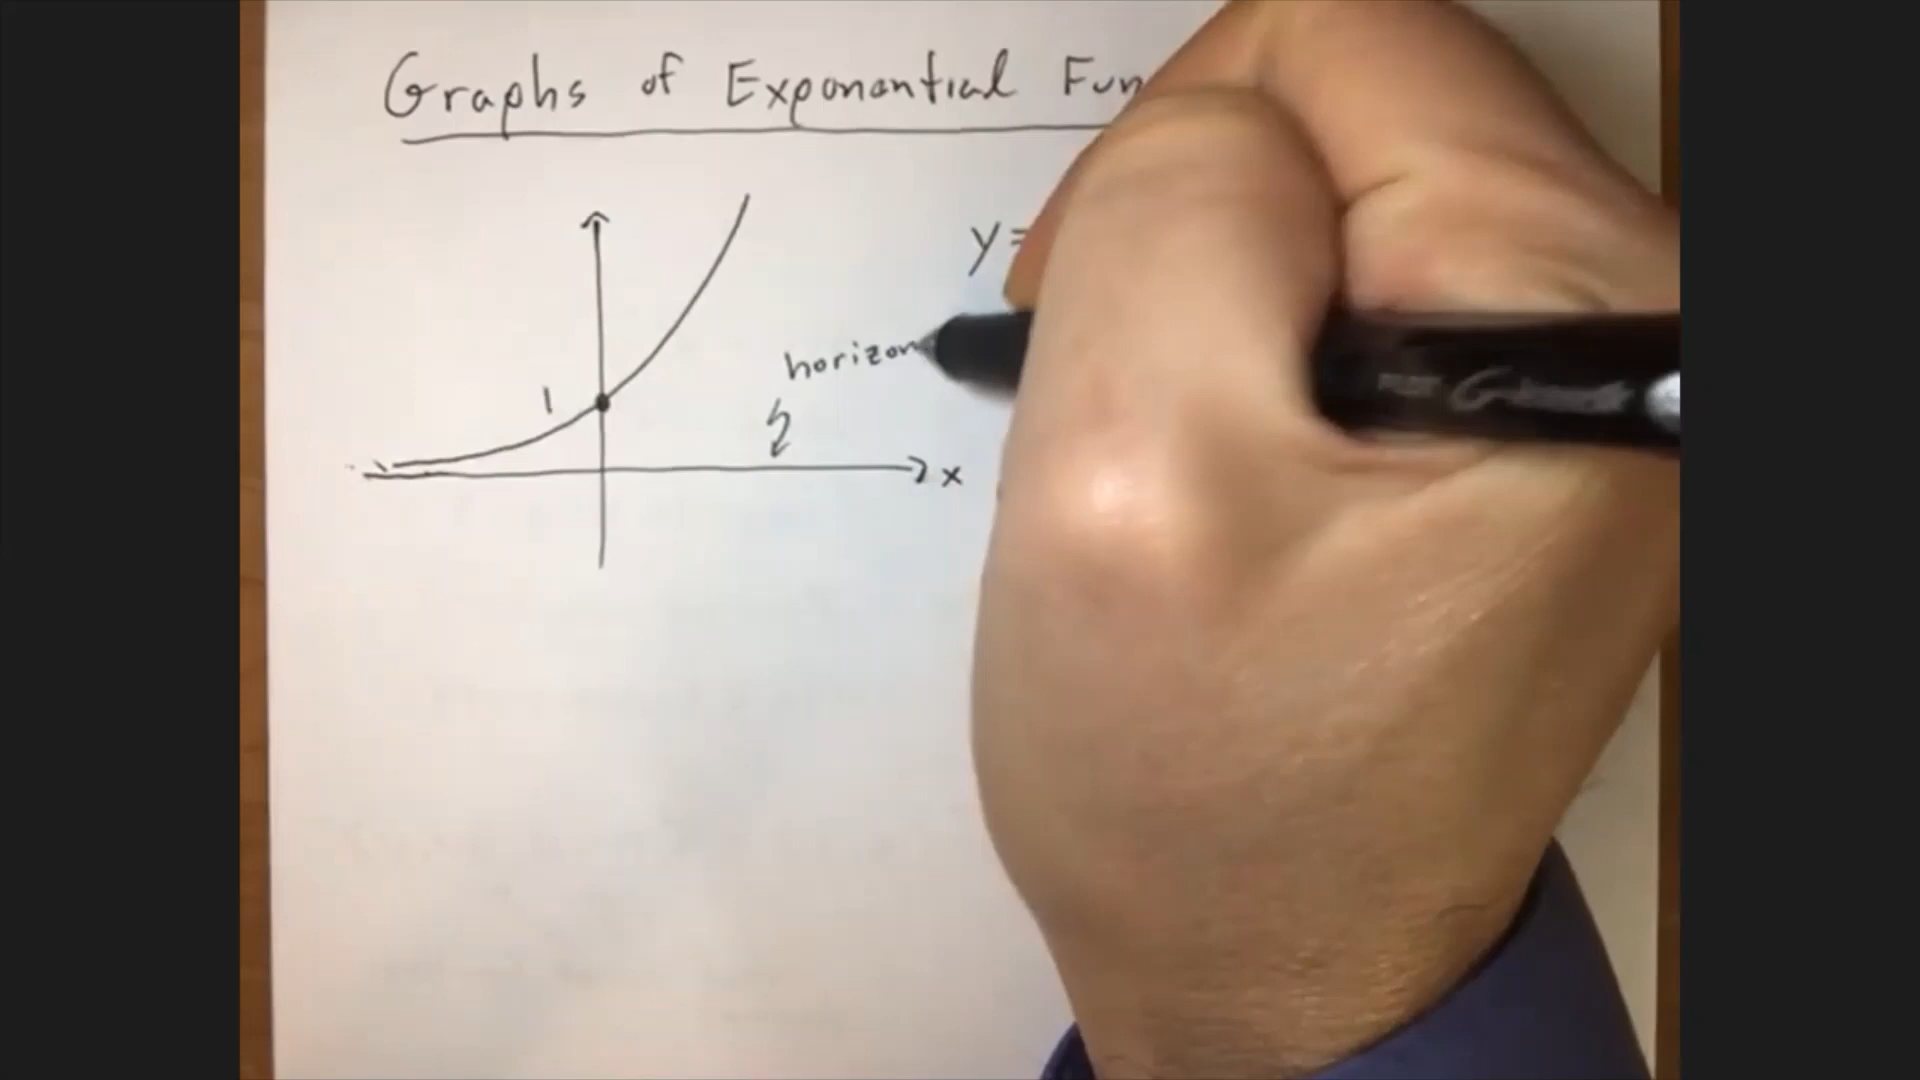 Graphs of Exponential Fun
y=
horizon
1
x